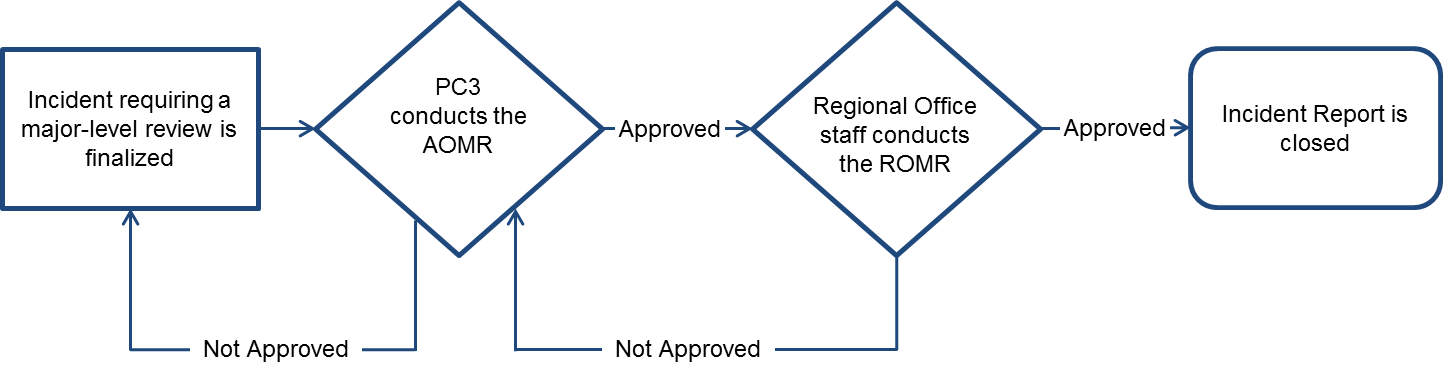 Incident requiring a
major-level review is
finalized
PC3
conducts the
AOMR
Approved
Regional Office
staff conducts
the ROMR
Approved
Incident Report is
closed
Not Approved
Not Approved